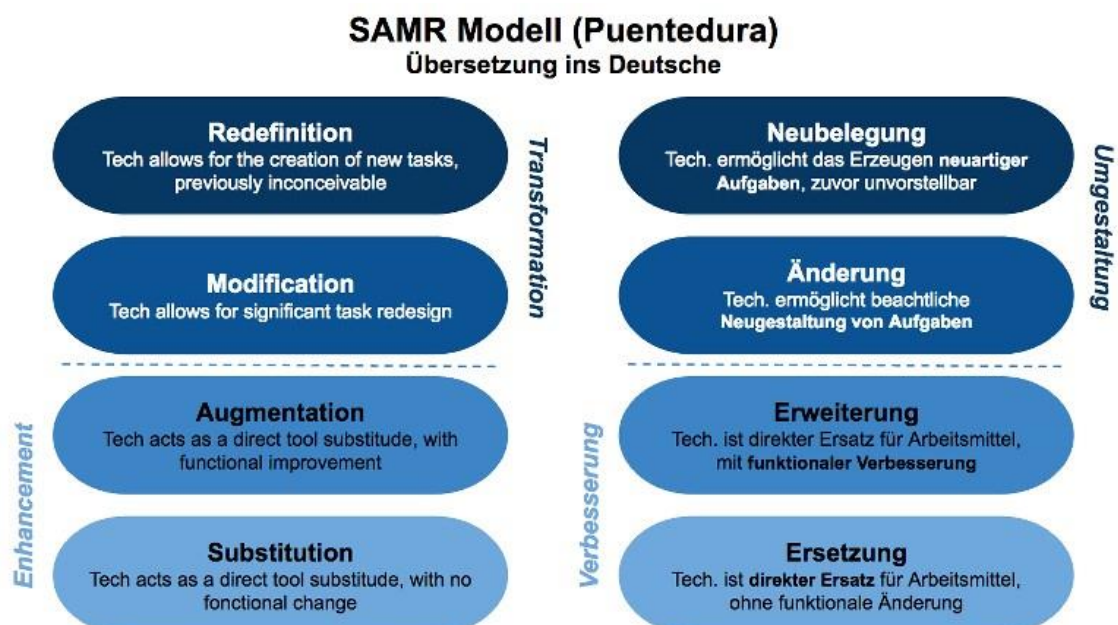 SAMR Modell (Puentedura)
Übersetzung ins Deutsche
Redefinition
Tech allows for the creation of new tasks,
previously inconceivable
Modification
Tech allows for significant task redesign
Transformation
Augmentation
Tech acts as a direct tool substitude, with
functional improvement
Substitution
Tech acts as a direct tool substitude, with no
fonctional change
Enhancement
Neubelegung
Tech. ermöglicht das Erzeugen neuartiger
Aufgaben, zuvor unvorstellbar
Änderung
Tech. ermöglicht beachtliche
Neugestaltung von Aufgaben
Umgestaltung
Erweiterung
Tech. ist direkter Ersatz für Arbeitsmittel,
mit funktionaler Verbesserung
Ersetzung
Tech. ist direkter Ersatz für Arbeitsmittel,
ohne funktionale Änderung
Verbesserung